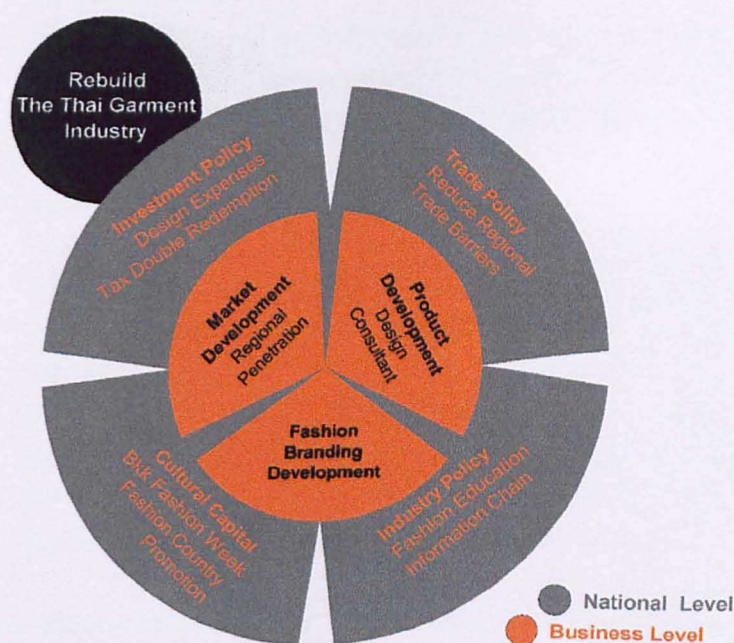 Rebuild
The Thai Garment
Industry
Investment Policy
Design Expenses
Tax Double Redemption
Trade Policy
Reduce Regional
Trade Barriers
Market
Development
Regional
Penetration
Product
Development
Design
Consultant
Fashion
Branding
Development
Cultural Capital
Bkk Fashion Week
Fashion Country
Promotion
Industry Policy
Fashion Education
Information Chain
National Level
Business Level